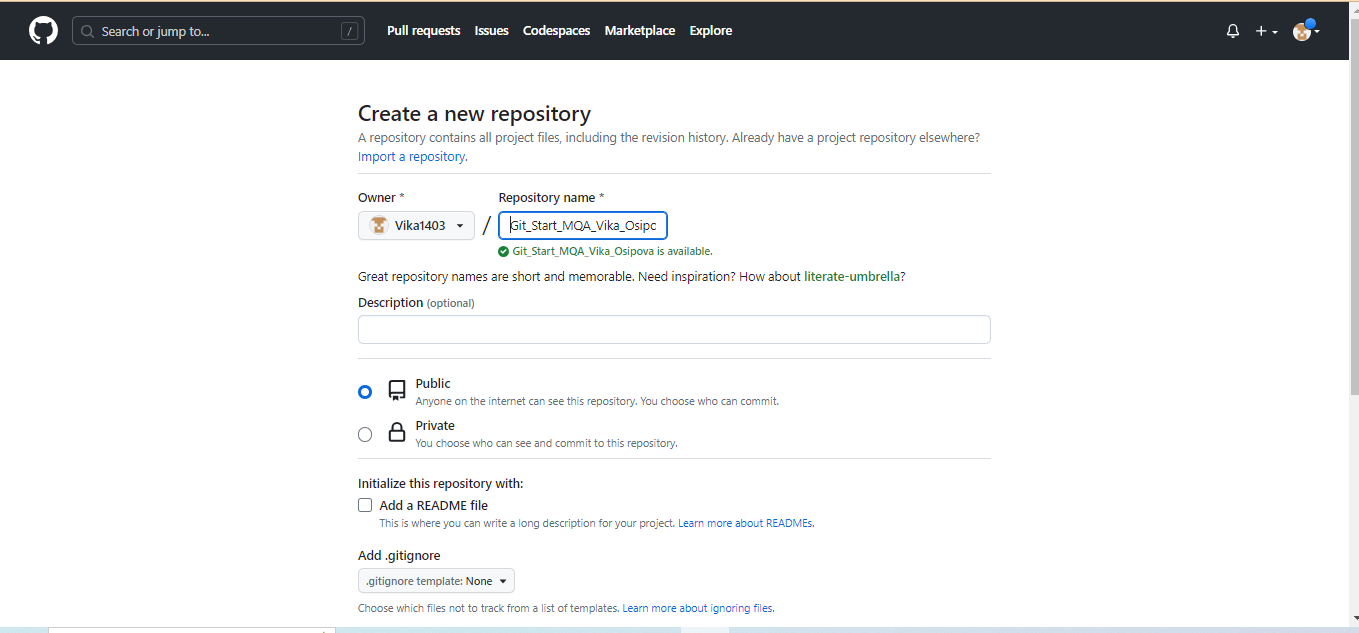 Search or jump to... / Pull requests Issues Codespaces Marketplace Explore
Create a new repository
A repository contains all project files, including the revision history. Already have a project repository elsewhere?
Import a repository.
Owner * Repository name *
Vika1403 / Git_Start_MQA_Vika_Osipc
Git_Start_MQA_Vika_Osipova is available.
Great repository names are short and memorable. Need inspiration? How about literate-umbrella?
Description (optional)
Public
Anyone on the internet can see this repository. You choose who can commit.
Private
You choose who can see and commit to this repository.
Initialize this repository with:
Add a README file
This is where you can write a long description for your project. Learn more about READMEs.
Add .gitignore
.gitignore template: None
Choose which files not to track from a list of templates. Learn more about ignoring files.